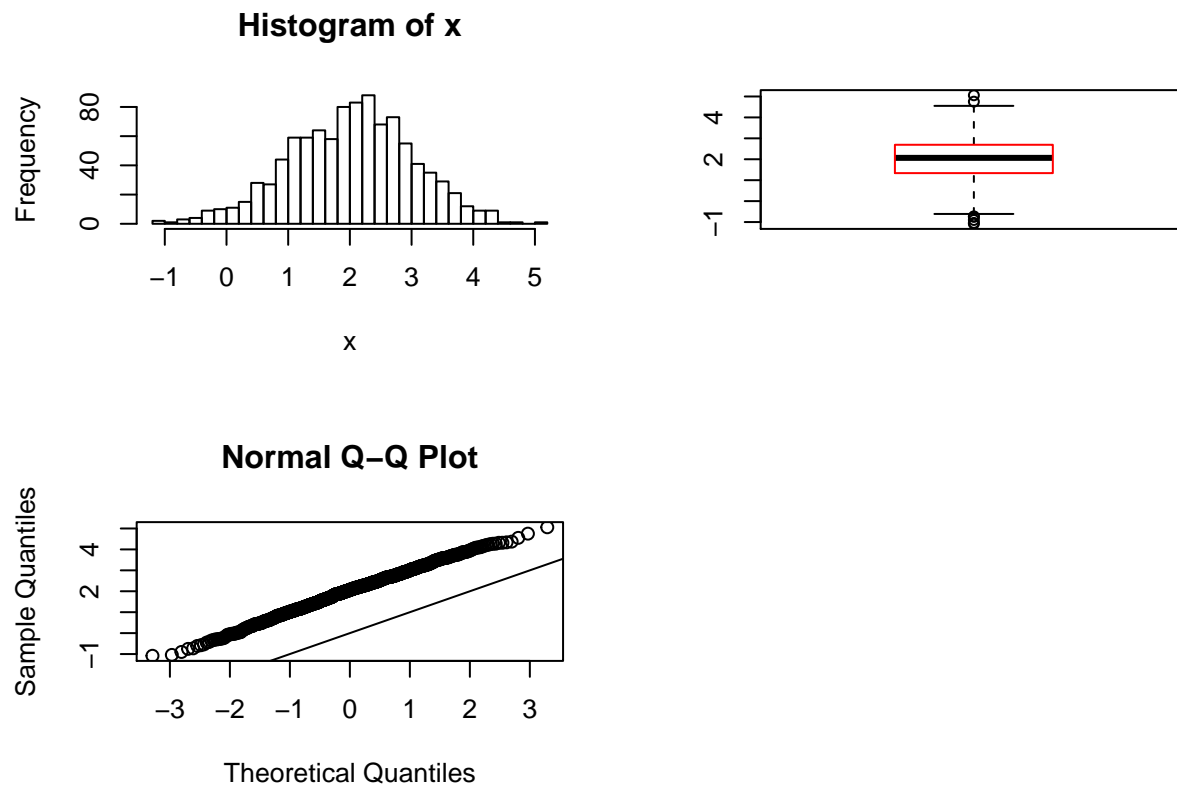 Histogram of x
Frequency
80
40
0
−1 0 1 2 3 4 5
x
4
2
−1
Normal Q−Q Plot
Sample Quantiles
4
2
−1
−3 −2 −1 0 1 2 3
Theoretical Quantiles